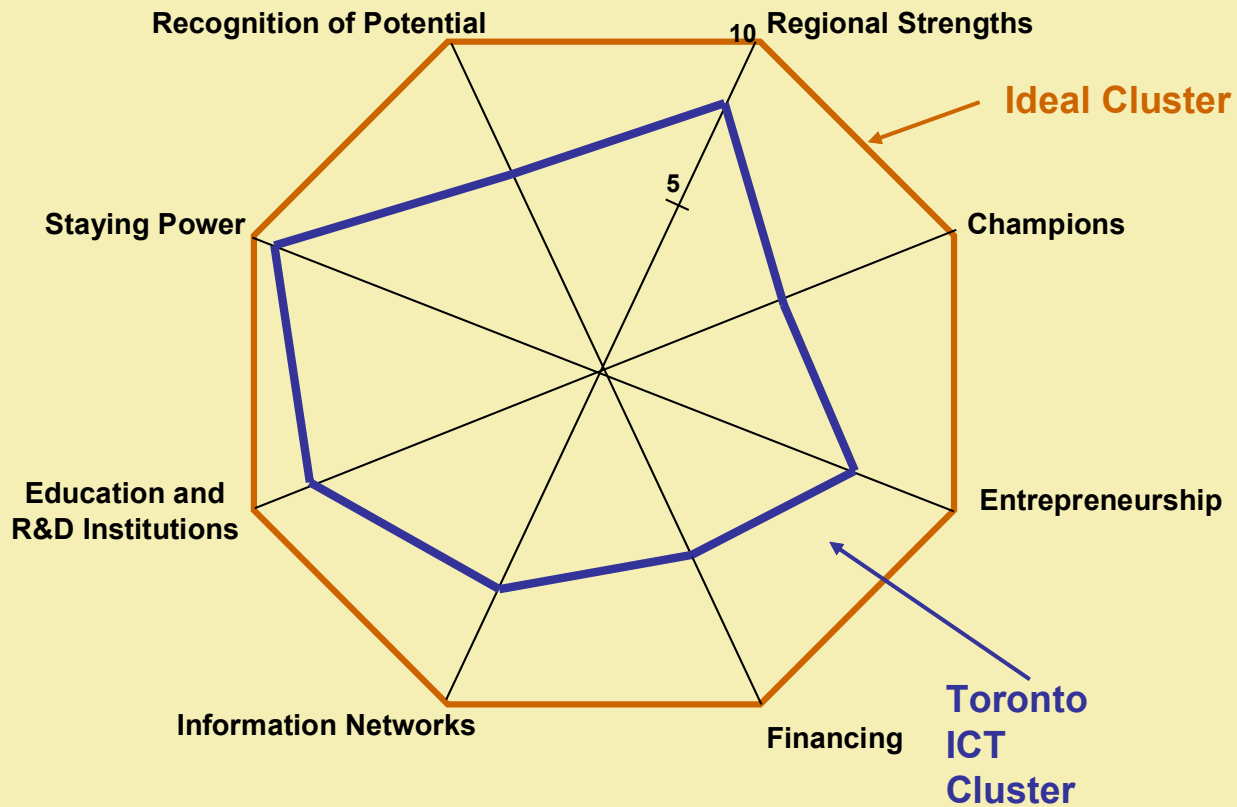 Recognition of Potential
10
Regional Strengths
Ideal Cluster
5
Staying Power
Champions
Education and
R&D Institutions
Entrepreneurship
Information Networks
Financing
Toronto
ICT
Cluster